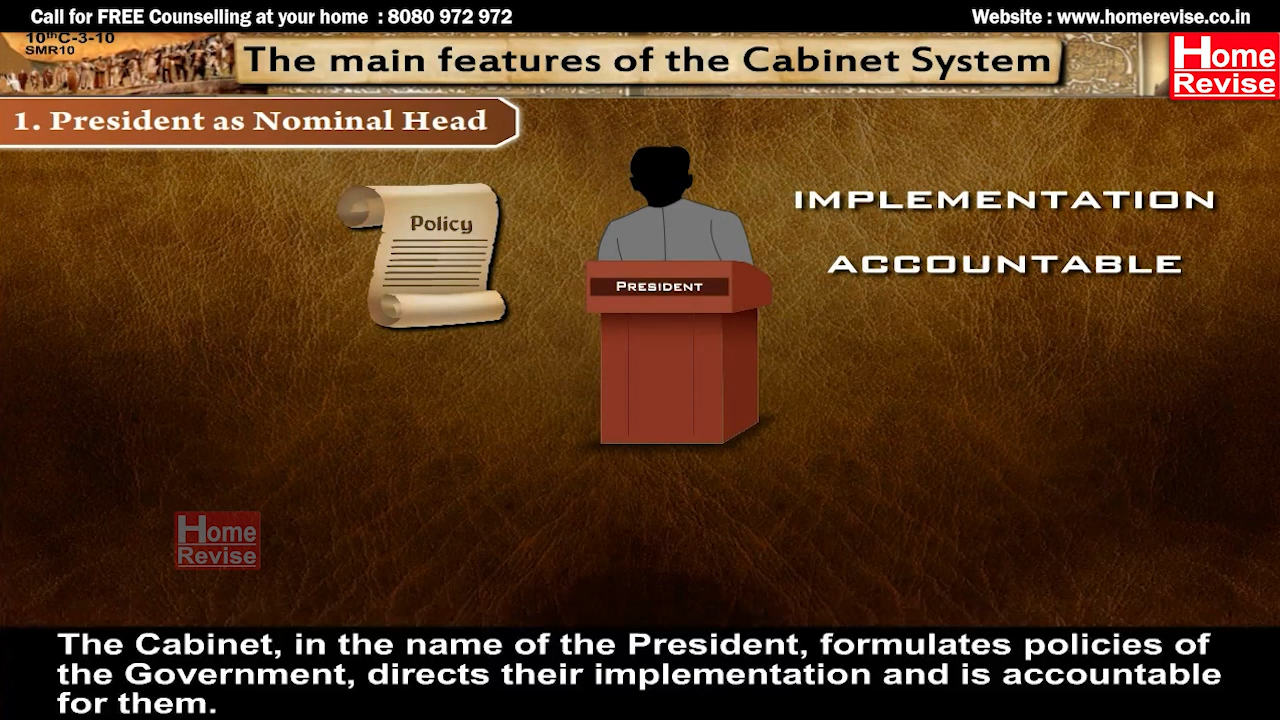 Call for FREE Counselling at your home : 8080 972 972
Website : www.homerevise.co.in
10thC-3-10
SMR10
The main features of the Cabinet System
Home
Revise
1. President as Nominal Head
Policy
IMPLEMENTATION
ACCOUNTABLE
PRESIDENT
Home
Revise
The Cabinet, in the name of the President, formulates policies of
the Government, directs their implementation and is accountable
for them.